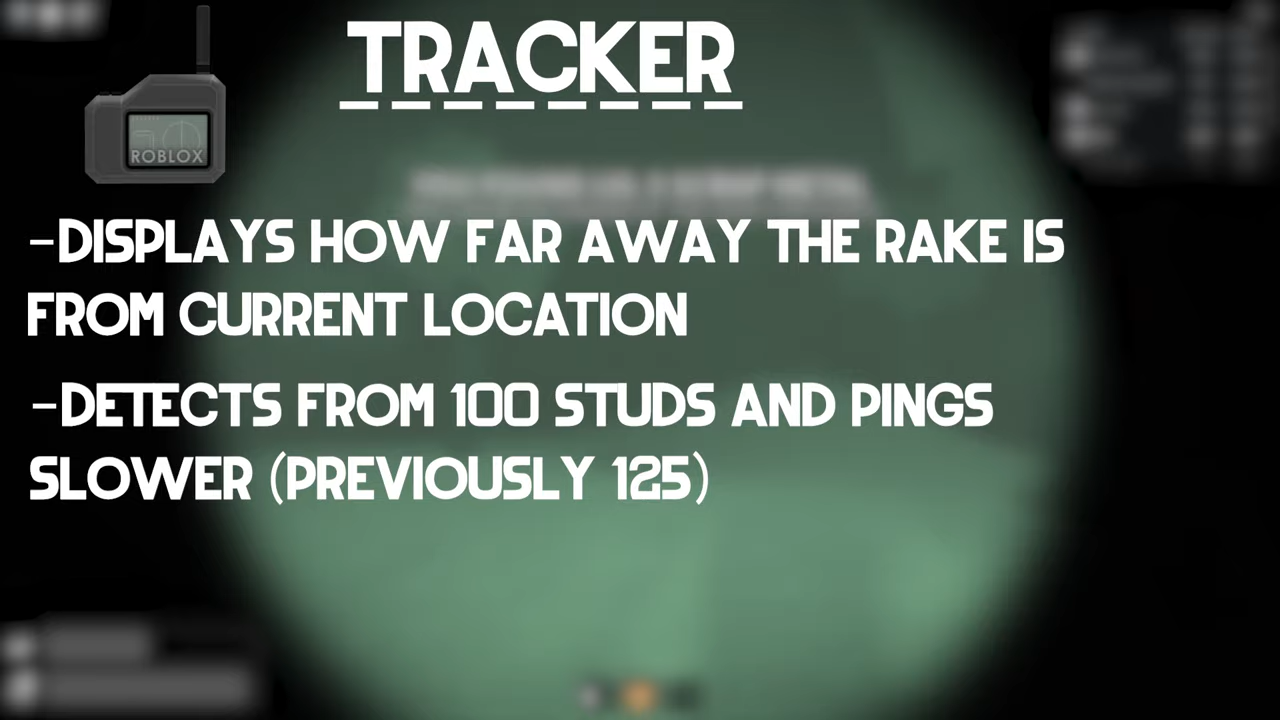 TRACKER
ROBLOX
-DISPLAYS HOW FAR AWAY THE RAKE IS
FROM CURRENT LOCATION
-DETECTS FROM 100 STUDS AND PINGS
SLOWER (PREVIOUSLY 125)